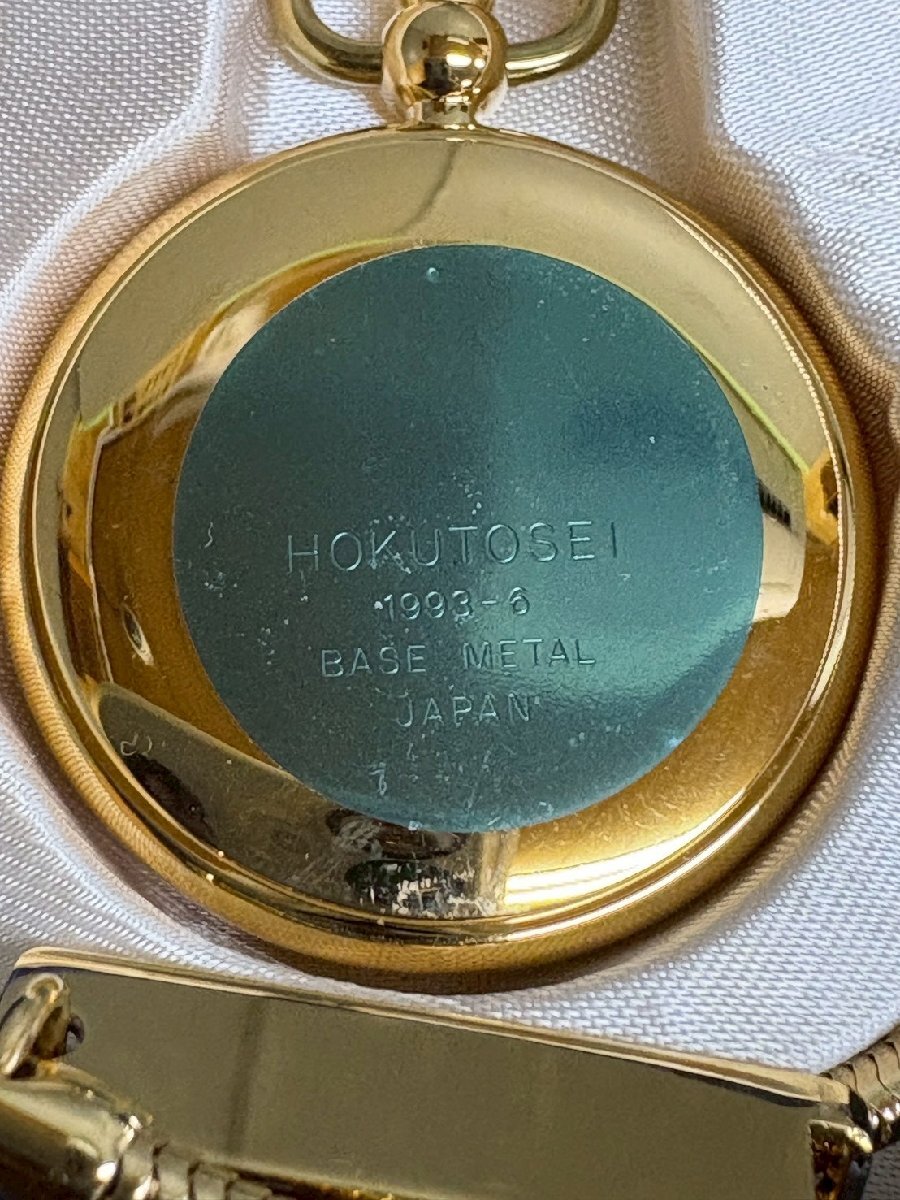 HOKUTOSEI
1993-6
BASE METAL
JAPAN